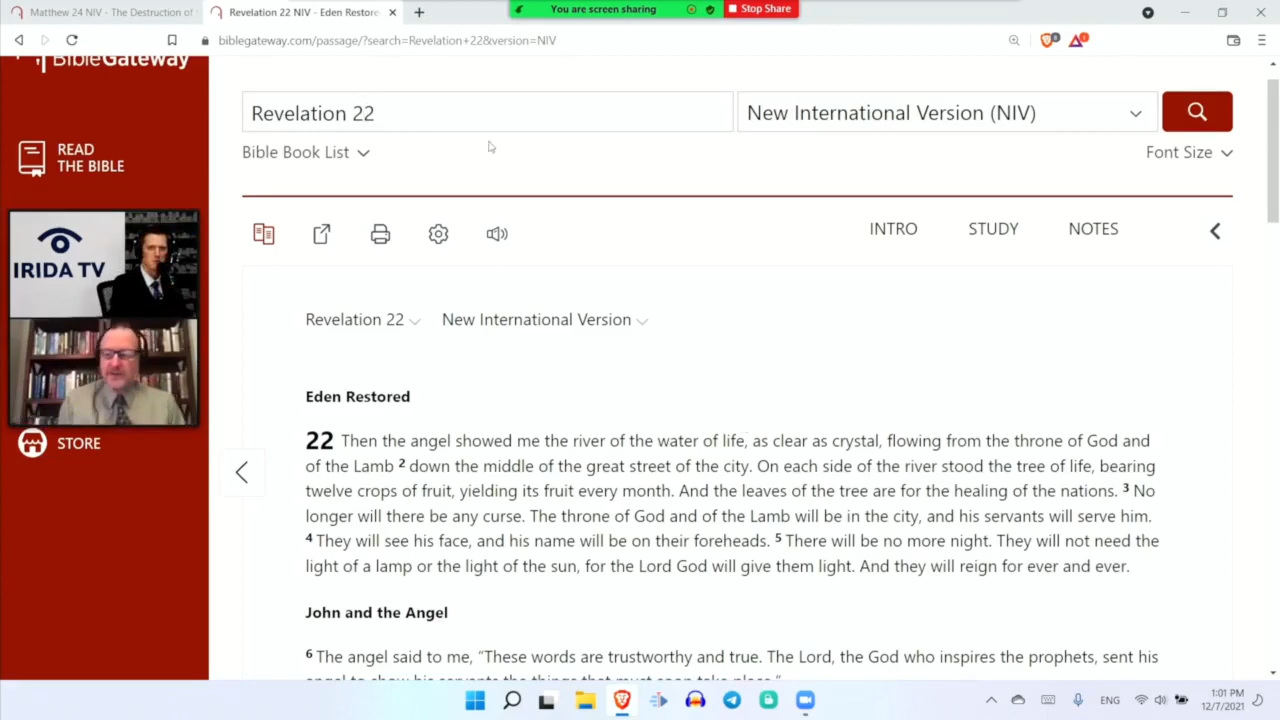 Matthew 24 NIV - The Destruction of
Revelation 22 NIV - Eden Restore
You are screen sharing
Stop Share
biblegateway.com/passage/?search=Revelation+22&version=NIV
BibleGateway
Revelation 22
New International Version (NIV)
Bible Book List
Font Size
READ
THE BIBLE
INTRO
STUDY
NOTES
IRIDA TV
STORE
Revelation 22
New International Version
Eden Restored
22 Then the angel showed me the river of the water of life, as clear as crystal, flowing from the throne of God and
of the Lamb 2 down the middle of the great street of the city. On each side of the river stood the tree of life, bearing
twelve crops of fruit, yielding its fruit every month. And the leaves of the tree are for the healing of the nations. 3 No
longer will there be any curse. The throne of God and of the Lamb will be in the city, and his servants will serve him.
4 They will see his face, and his name will be on their foreheads. 5 There will be no more night. They will not need the
light of a lamp or the light of the sun, for the Lord God will give them light. And they will reign for ever and ever.
John and the Angel
6 The angel said to me, “These words are trustworthy and true. The Lord, the God who inspires the prophets, sent his
angel to show his servants the things that must soon take place.”
ENG
1:01 PM
12/7/2021